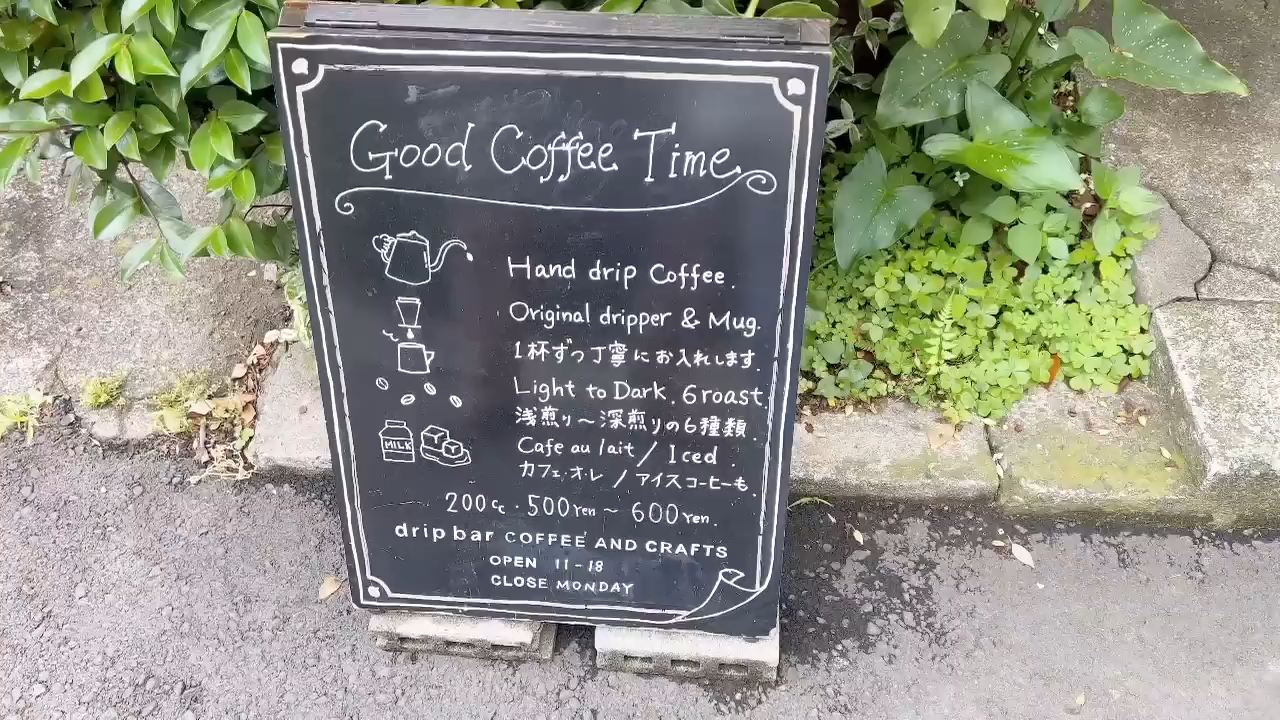 Good Coffee Time
Hand drip Coffee.
Original dripper & Mug.
1杯ずつ丁寧にお入れします.
Light to Dark. 6 roast.
浅煎り〜深煎りの6種類.
MILK
Cafe au lait / Iced.
カフェオレ / アイスコーヒーも.
200cc・500Yen ~ 600Yen.
drip bar COFFEE AND CRAFTS
OPEN 11-18
CLOSE MONDAY